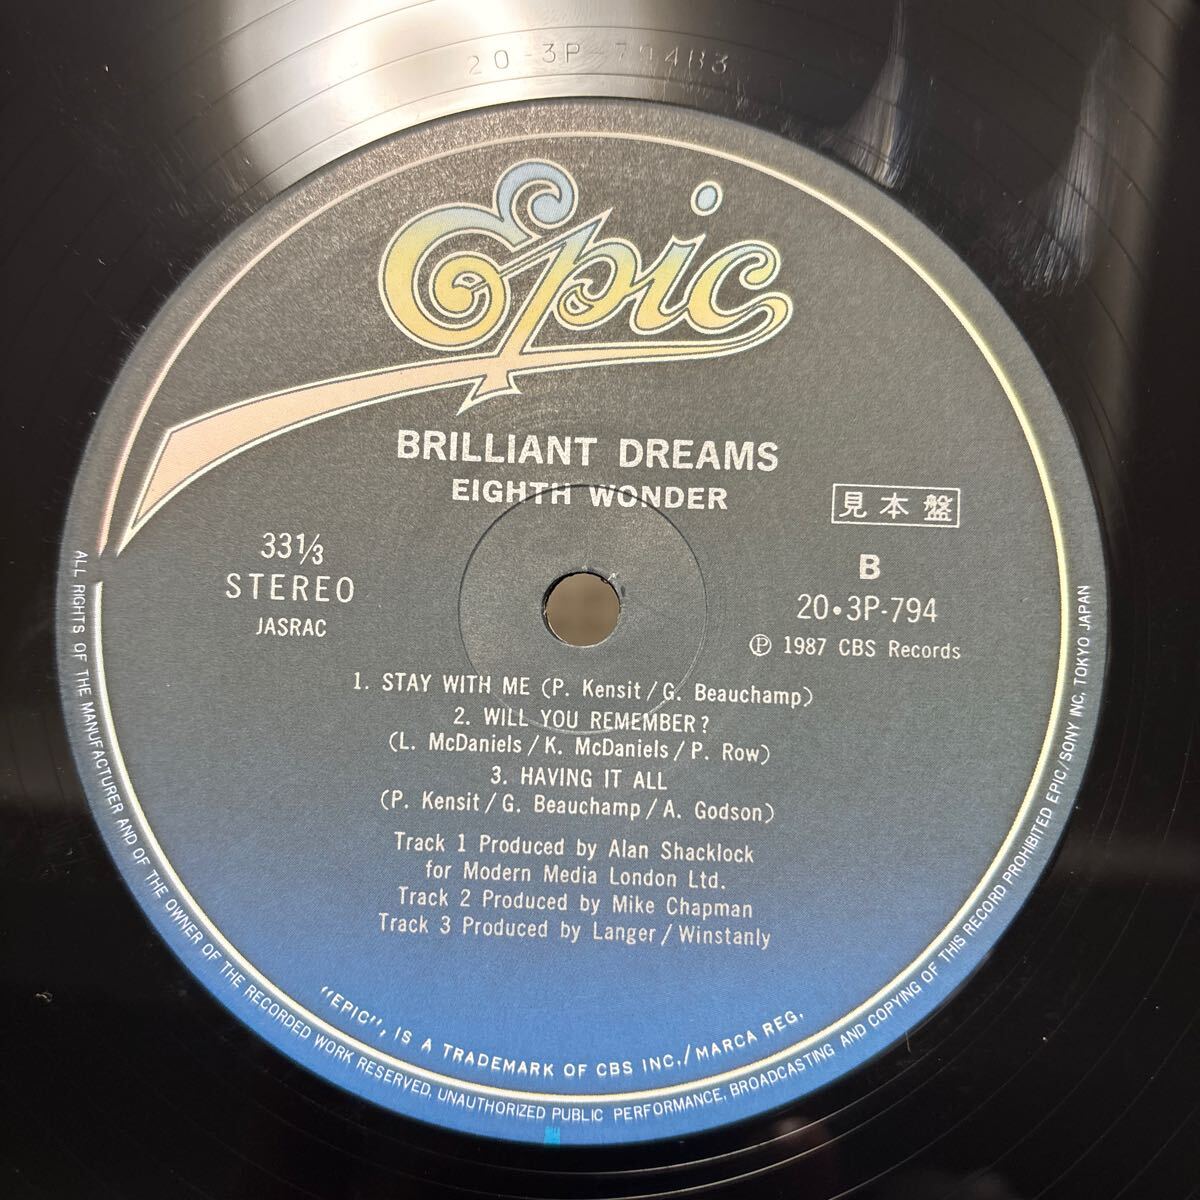 20-3P-794B3
Epic
BRILLIANT DREAMS
EIGHTH WONDER
見本盤
33⅓
STEREO
JASRAC
B
20•3P-794
Ⓟ 1987 CBS Records
1. STAY WITH ME (P. Kensit/G. Beauchamp)
2. WILL YOU REMEMBER?
(L. McDaniels/K. McDaniels/P. Row)
3. HAVING IT ALL
(P. Kensit/G. Beauchamp/A. Godson)
Track 1 Produced by Alan Shacklock
for Modern Media London Ltd.
Track 2 Produced by Mike Chapman
Track 3 Produced by Langer/Winstanly
"EPIC", IS A TRADEMARK OF CBS INC./MARCA REG.
ALL RIGHTS OF THE MANUFACTURER AND OF THE OWNER OF THE RECORDED WORK RESERVED, UNAUTHORIZED PUBLIC PERFORMANCE, BROADCASTING AND COPYING OF THIS RECORD PROHIBITED EPIC/SONY INC, TOKYO JAPAN